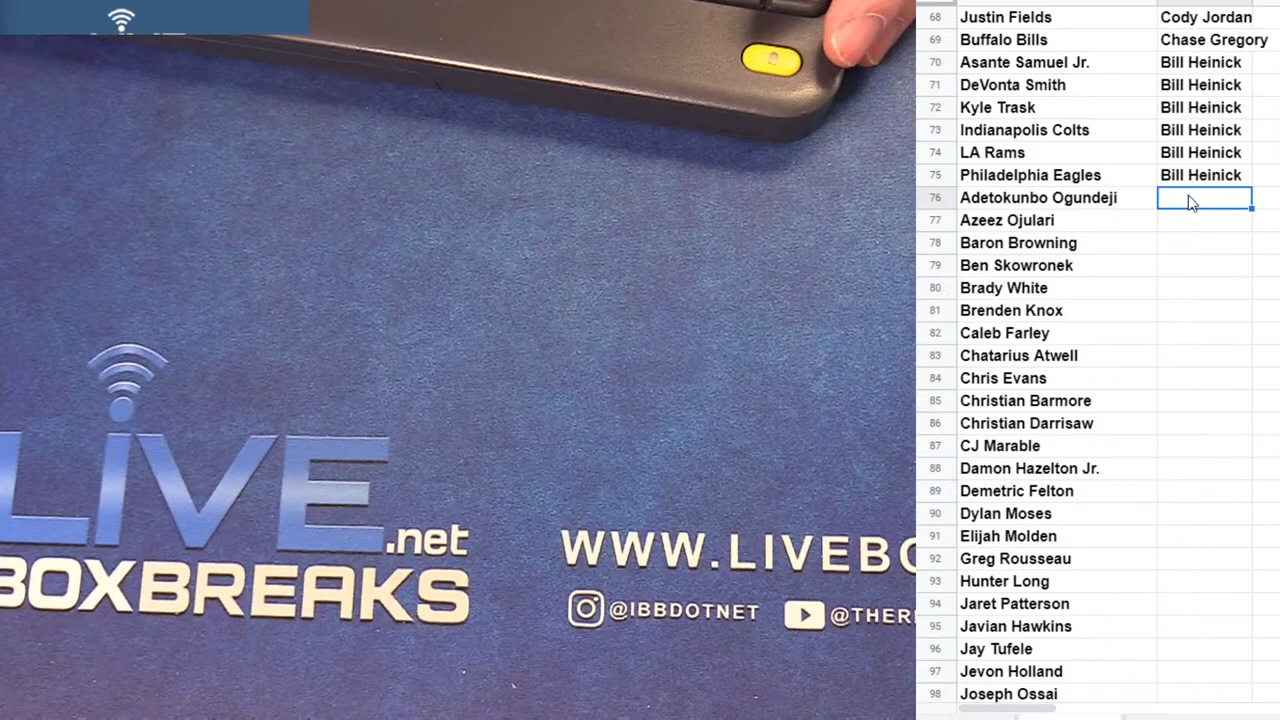 LIVE
.net
BOXBREAKS
WWW.LIVEBO
@IBBDOTNET
@THER
68 Justin Fields Cody Jordan
69 Buffalo Bills Chase Gregory
70 Asante Samuel Jr. Bill Heinick
71 DeVonta Smith Bill Heinick
72 Kyle Trask Bill Heinick
73 Indianapolis Colts Bill Heinick
74 LA Rams Bill Heinick
75 Philadelphia Eagles Bill Heinick
76 Adetokunbo Ogundeji
77 Azeez Ojulari
78 Baron Browning
79 Ben Skowronek
80 Brady White
81 Brenden Knox
82 Caleb Farley
83 Chatarius Atwell
84 Chris Evans
85 Christian Barmore
86 Christian Darrisaw
87 CJ Marable
88 Damon Hazelton Jr.
89 Demetric Felton
90 Dylan Moses
91 Elijah Molden
92 Greg Rousseau
93 Hunter Long
94 Jaret Patterson
95 Javian Hawkins
96 Jay Tufele
97 Jevon Holland
98 Joseph Ossai